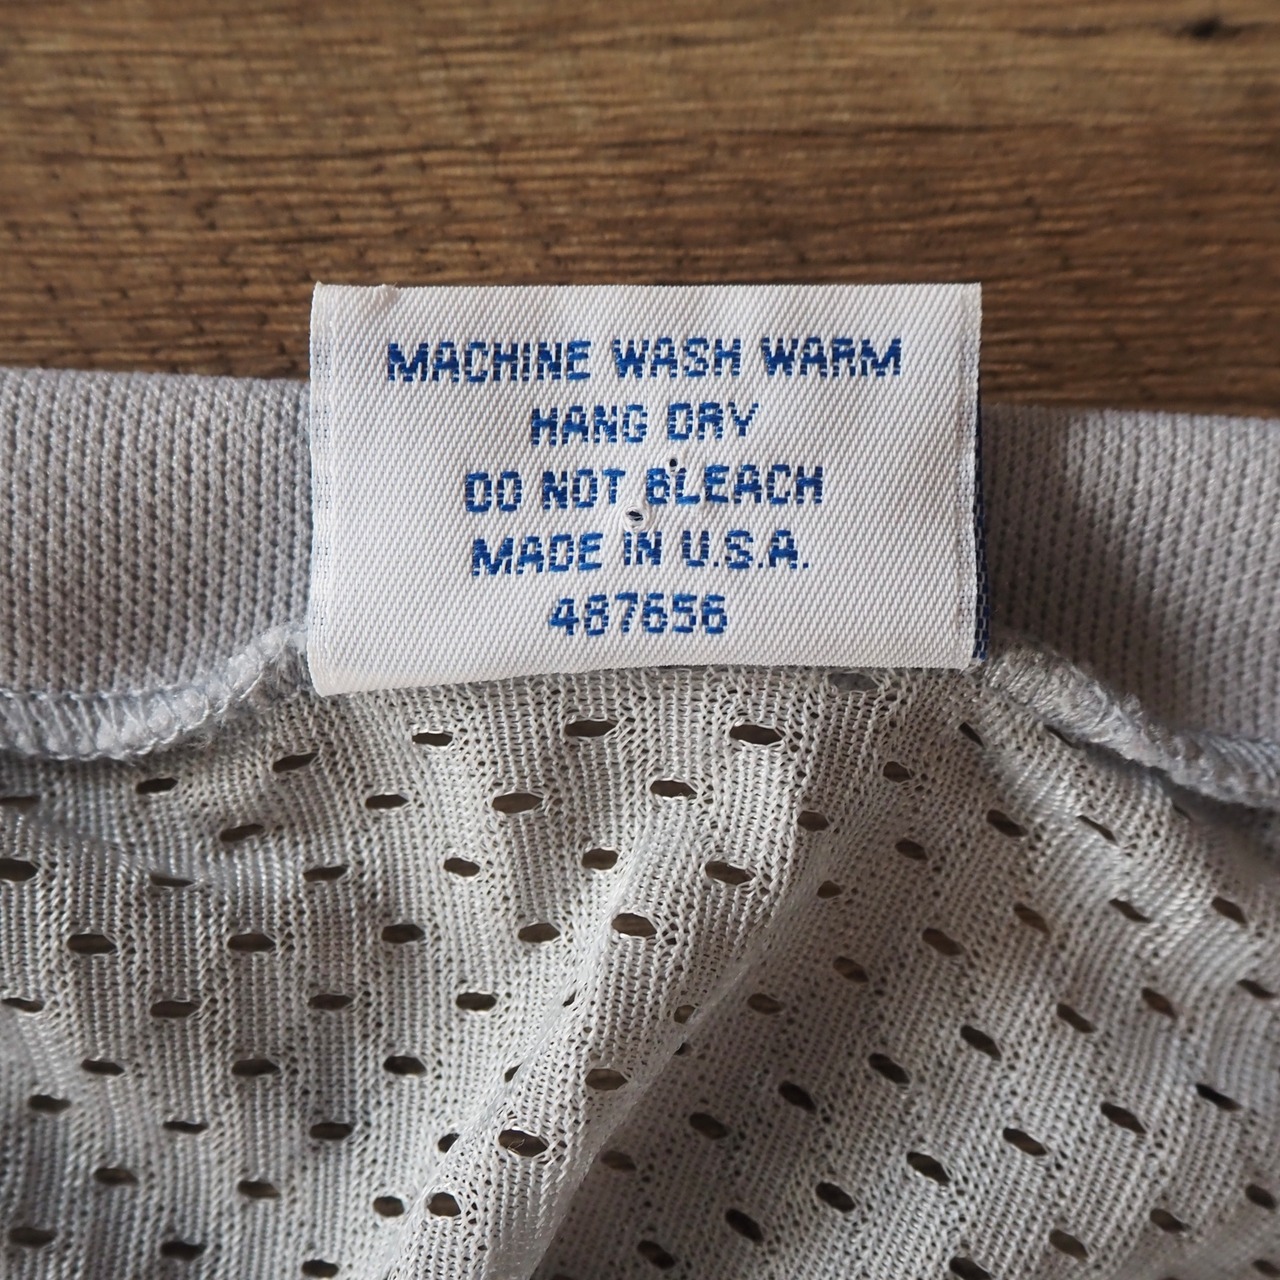 MACHINE WASH WARM
HANG DRY
DO NOT BLEACH
MADE IN U.S.A.
487656